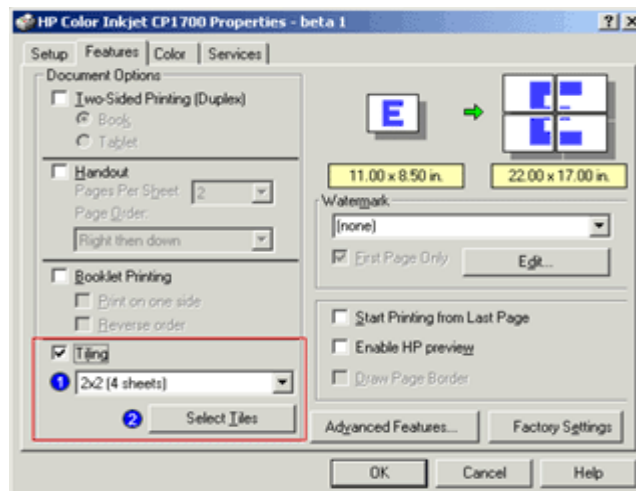 HP Color Inkjet CP1700 Properties - beta 1
Setup Features Color Services
Document Options
Two-Sided Printing (Duplex)
Book
Tablet
Handout
Pages Per Sheet 2
Page Order:
Right then down
Booklet Printing
Print on one side
Reverse order
Tiling
1 2x2 (4 sheets)
2 Select Tiles
E
11.00 x 8.50 in. 22.00 x 17.00 in.
Watermark
(none)
First Page Only Edit...
Start Printing from Last Page
Enable HP preview
Draw Page Border
Advanced Features... Factory Settings
OK Cancel Help